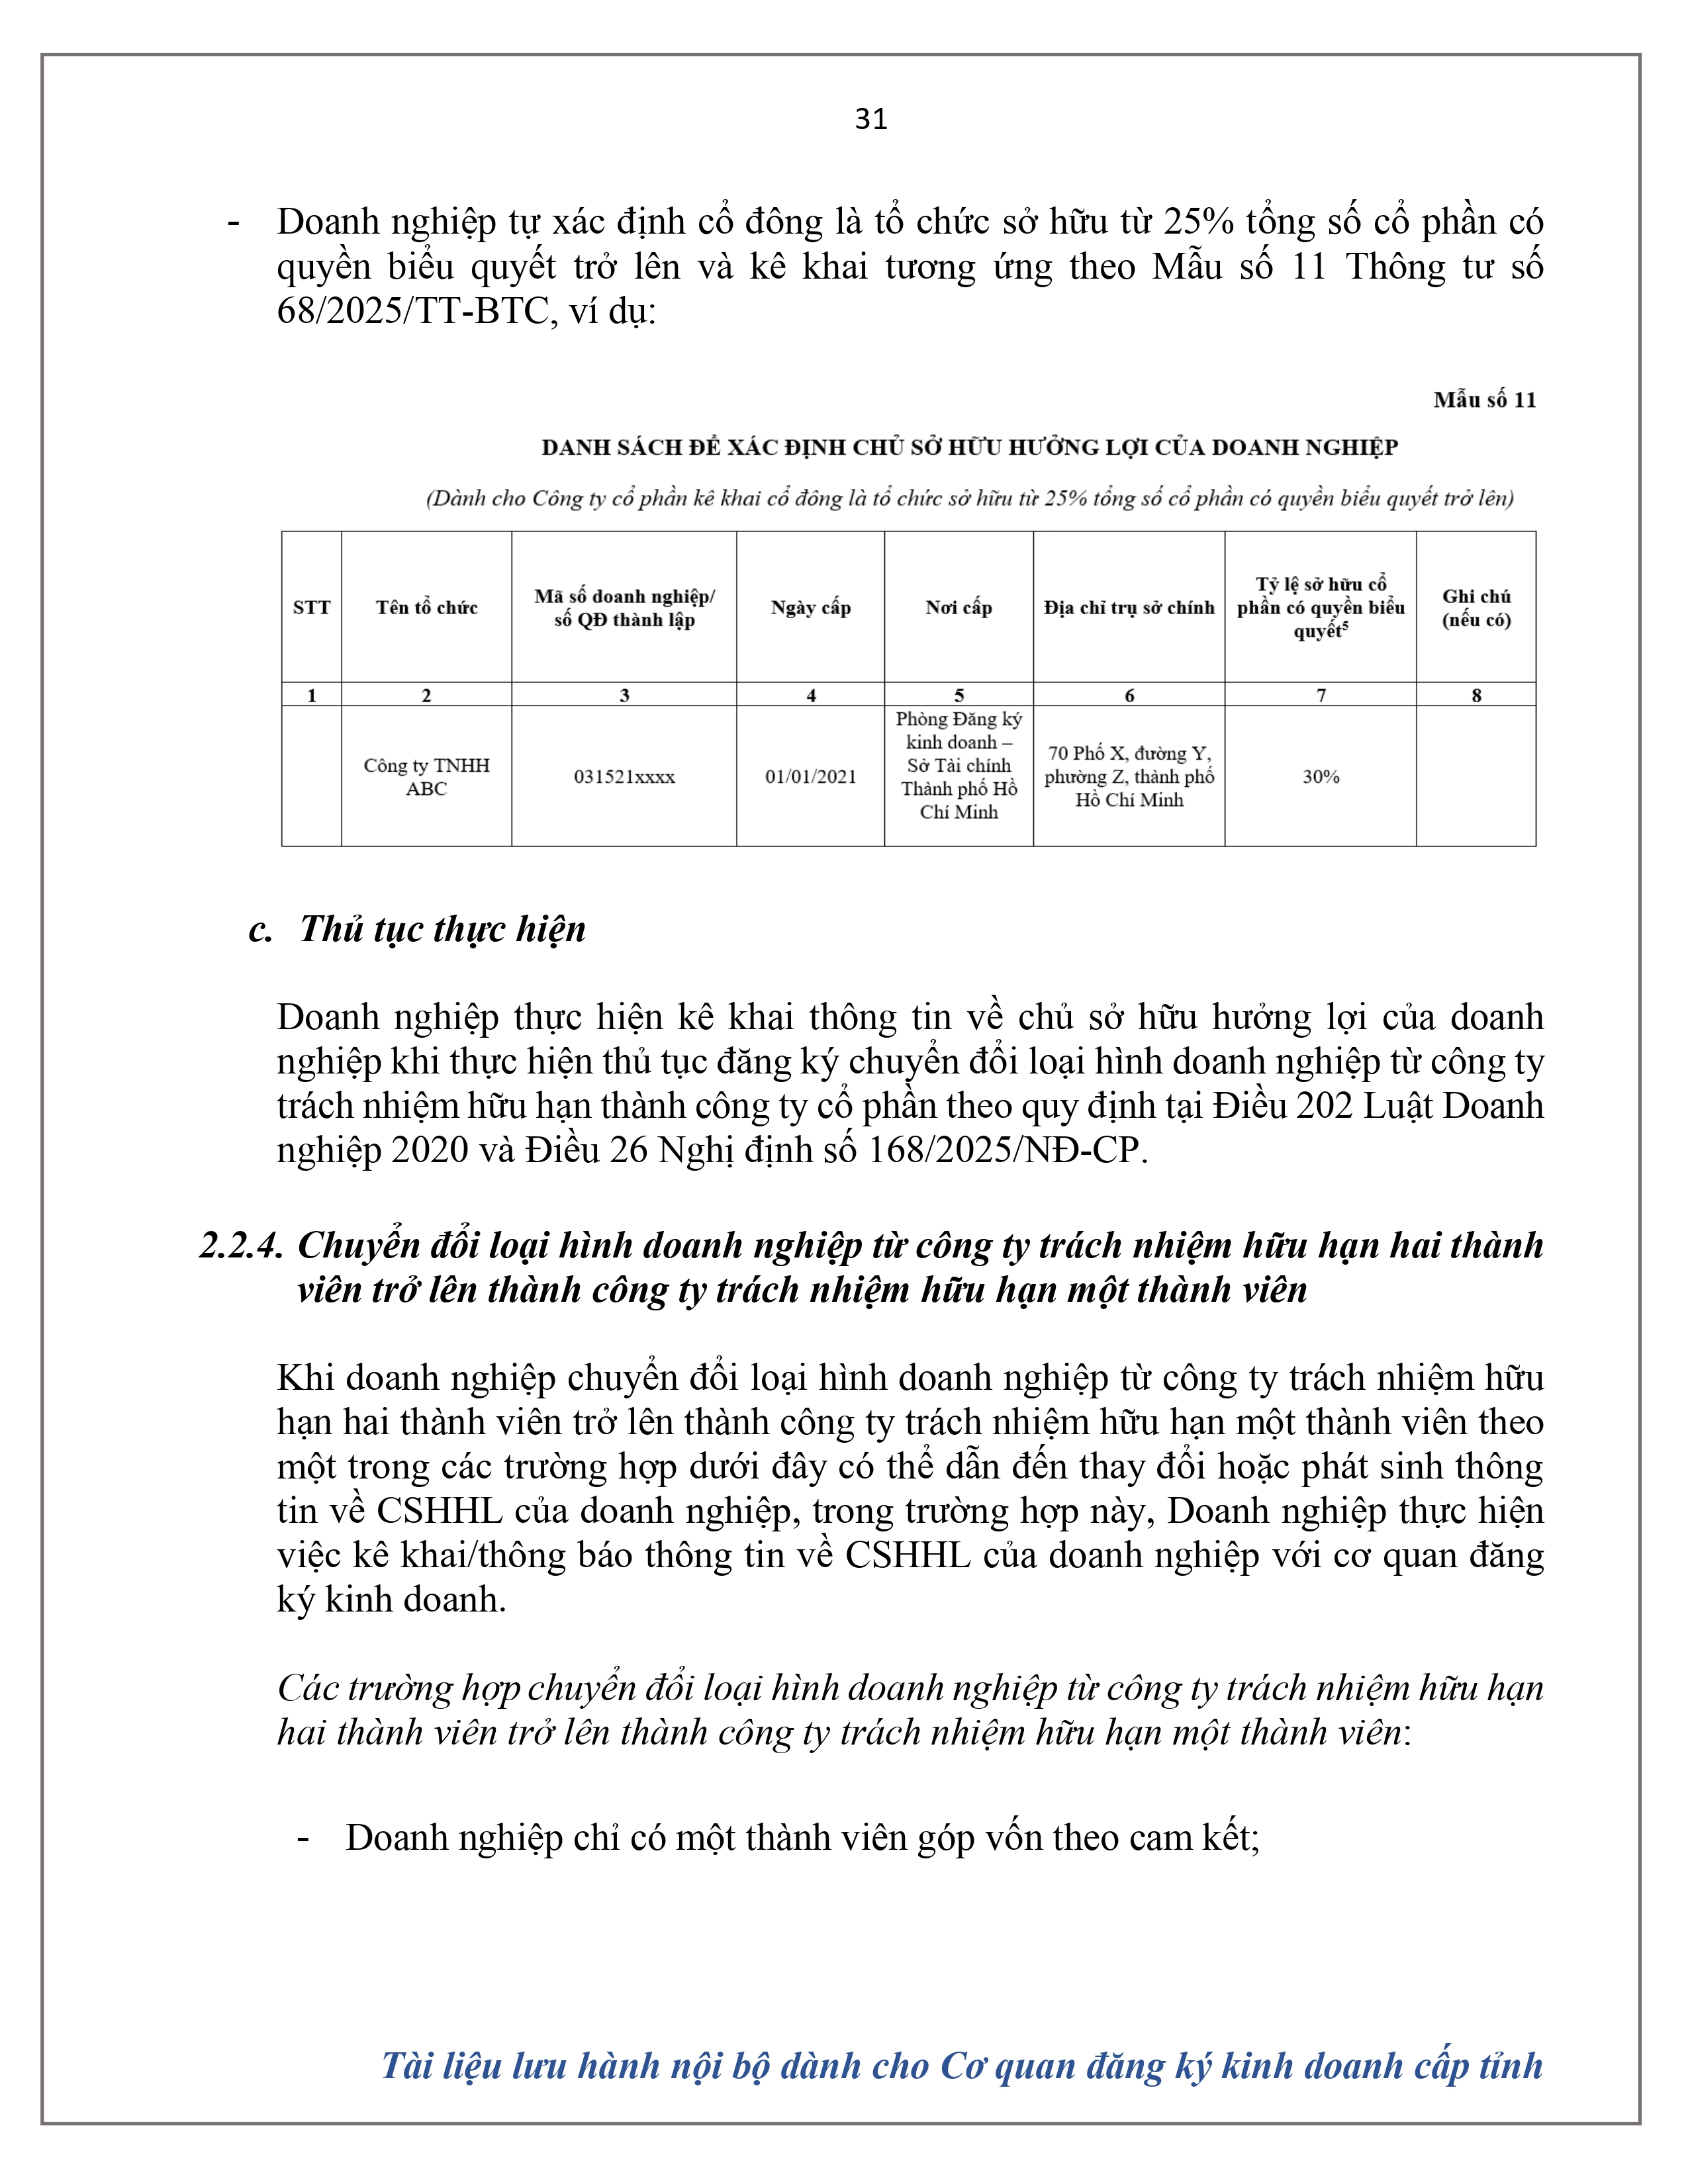 31
- Doanh nghiệp tự xác định cổ đông là tổ chức sở hữu từ 25% tổng số cổ phần có
quyền biểu quyết trở lên và kê khai tương ứng theo Mẫu số 11 Thông tư số
68/2025/TT-BTC, ví dụ:
Mẫu số 11
DANH SÁCH ĐỂ XÁC ĐỊNH CHỦ SỞ HỮU HƯỞNG LỢI CỦA DOANH NGHIỆP
(Dành cho Công ty cổ phần kê khai cổ đông là tổ chức sở hữu từ 25% tổng số cổ phần có quyền biểu quyết trở lên)
STT
Tên tổ chức
Mã số doanh nghiệp/
số QĐ thành lập
Ngày cấp
Nơi cấp
Địa chỉ trụ sở chính
Tỷ lệ sở hữu cổ
phần có quyền biểu
quyết⁵
Ghi chú
(nếu có)
1 2 3 4 5 6 7 8
Công ty TNHH
ABC
031521xxxx
01/01/2021
Phòng Đăng ký
kinh doanh –
Sở Tài chính
Thành phố Hồ
Chí Minh
70 Phố X, đường Y,
phường Z, thành phố
Hồ Chí Minh
30%
c. Thủ tục thực hiện
Doanh nghiệp thực hiện kê khai thông tin về chủ sở hữu hưởng lợi của doanh
nghiệp khi thực hiện thủ tục đăng ký chuyển đổi loại hình doanh nghiệp từ công ty
trách nhiệm hữu hạn thành công ty cổ phần theo quy định tại Điều 202 Luật Doanh
nghiệp 2020 và Điều 26 Nghị định số 168/2025/NĐ-CP.
2.2.4. Chuyển đổi loại hình doanh nghiệp từ công ty trách nhiệm hữu hạn hai thành
viên trở lên thành công ty trách nhiệm hữu hạn một thành viên
Khi doanh nghiệp chuyển đổi loại hình doanh nghiệp từ công ty trách nhiệm hữu
hạn hai thành viên trở lên thành công ty trách nhiệm hữu hạn một thành viên theo
một trong các trường hợp dưới đây có thể dẫn đến thay đổi hoặc phát sinh thông
tin về CSHHL của doanh nghiệp, trong trường hợp này, Doanh nghiệp thực hiện
việc kê khai/thông báo thông tin về CSHHL của doanh nghiệp với cơ quan đăng
ký kinh doanh.
Các trường hợp chuyển đổi loại hình doanh nghiệp từ công ty trách nhiệm hữu hạn
hai thành viên trở lên thành công ty trách nhiệm hữu hạn một thành viên:
- Doanh nghiệp chỉ có một thành viên góp vốn theo cam kết;
Tài liệu lưu hành nội bộ dành cho Cơ quan đăng ký kinh doanh cấp tỉnh